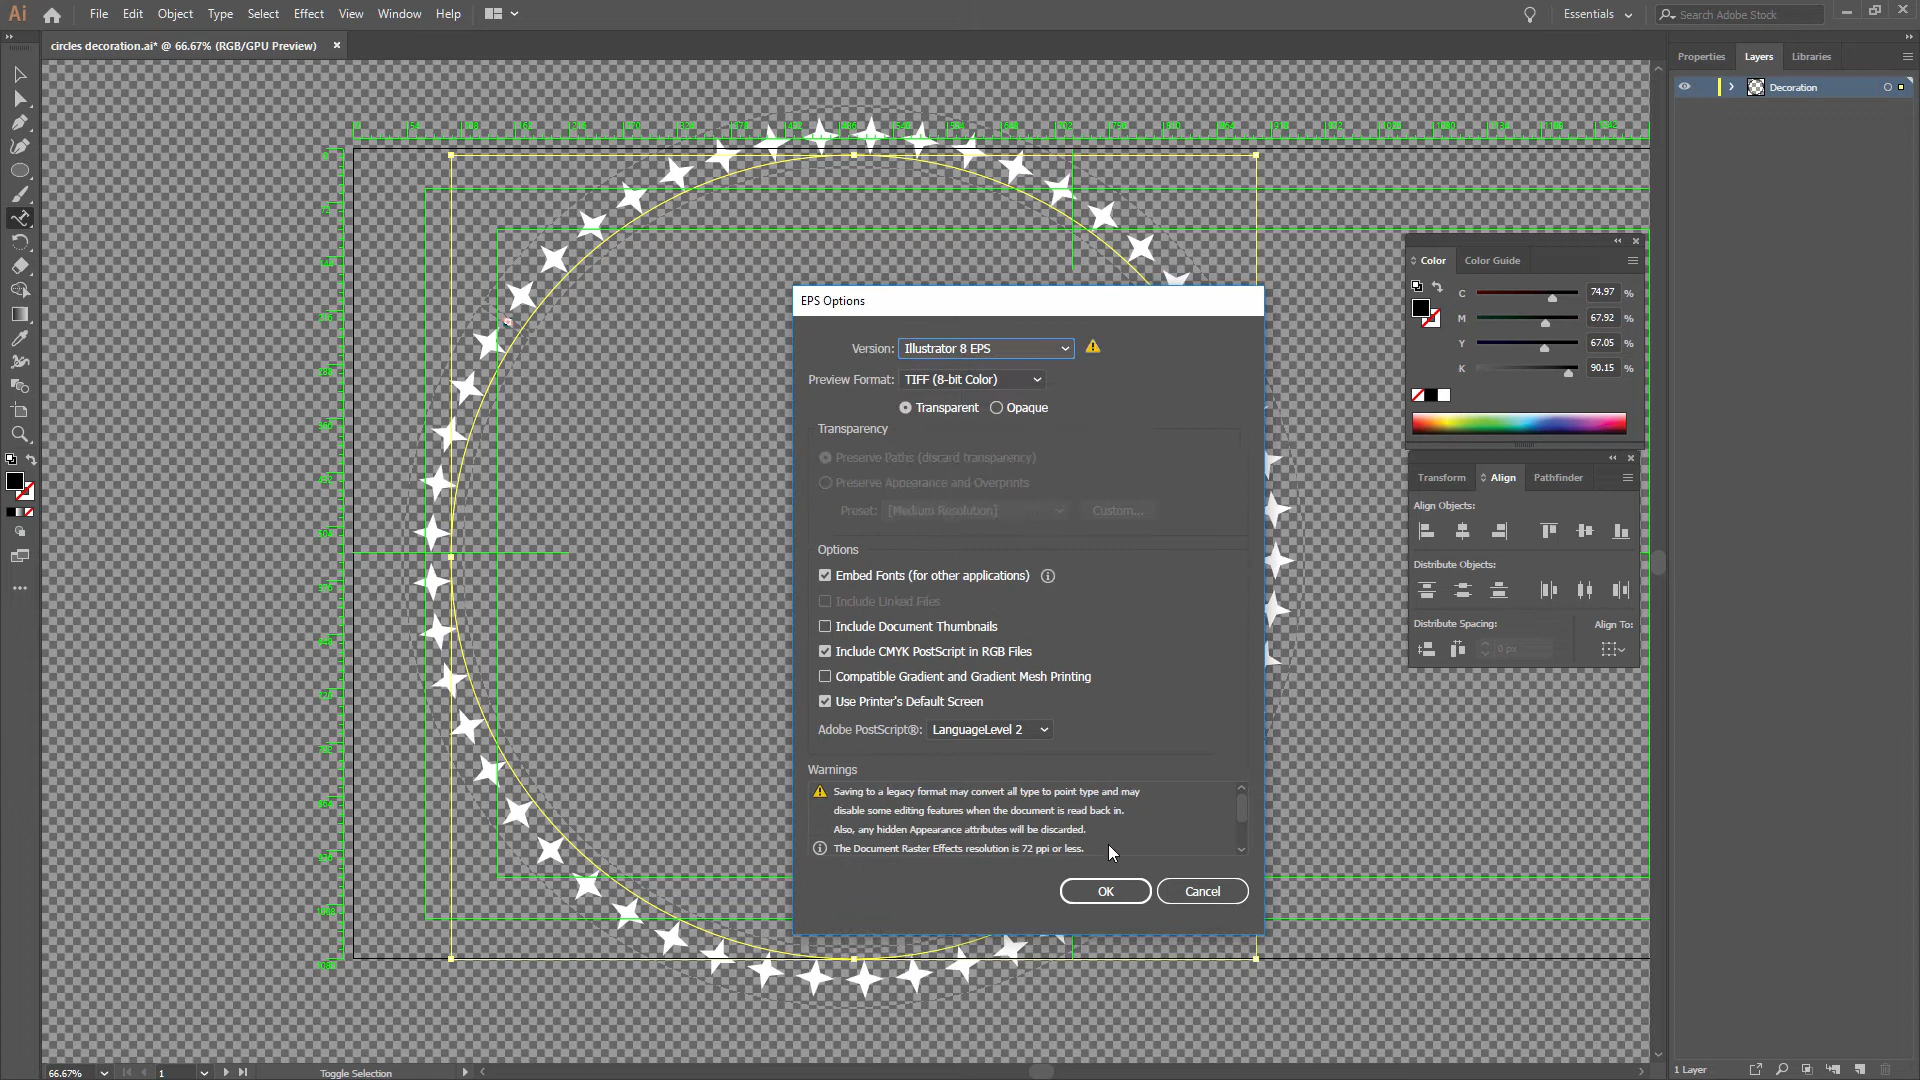 Ai File Edit Object Type Select Effect View Window Help Essentials Search Adobe Stock
circles decoration.ai* @ 66.67% (RGB/GPU Preview)
Properties Layers Libraries
Decoration
EPS Options
Version: Illustrator 8 EPS
Preview Format: TIFF (8-bit Color)
Transparent Opaque
Transparency
Preserve Paths (discard transparency)
Preserve Appearance and Overprints
Preset: [Medium Resolution] Custom...
Options
Embed Fonts (for other applications)
Include Linked Files
Include Document Thumbnails
Include CMYK PostScript in RGB Files
Compatible Gradient and Gradient Mesh Printing
Use Printer's Default Screen
Adobe PostScript®: LanguageLevel 2
Warnings
Saving to a legacy format may convert all type to point type and may
disable some editing features when the document is read back in.
Also, any hidden Appearance attributes will be discarded.
The Document Raster Effects resolution is 72 ppi or less.
OK Cancel
Color Color Guide
C 74.97 %
M 67.92 %
Y 67.05 %
K 90.15 %
Transform Align Pathfinder
Align Objects:
Distribute Objects:
Distribute Spacing: Align To:
0 px
66.67% 1 Toggle Selection
1 Layer